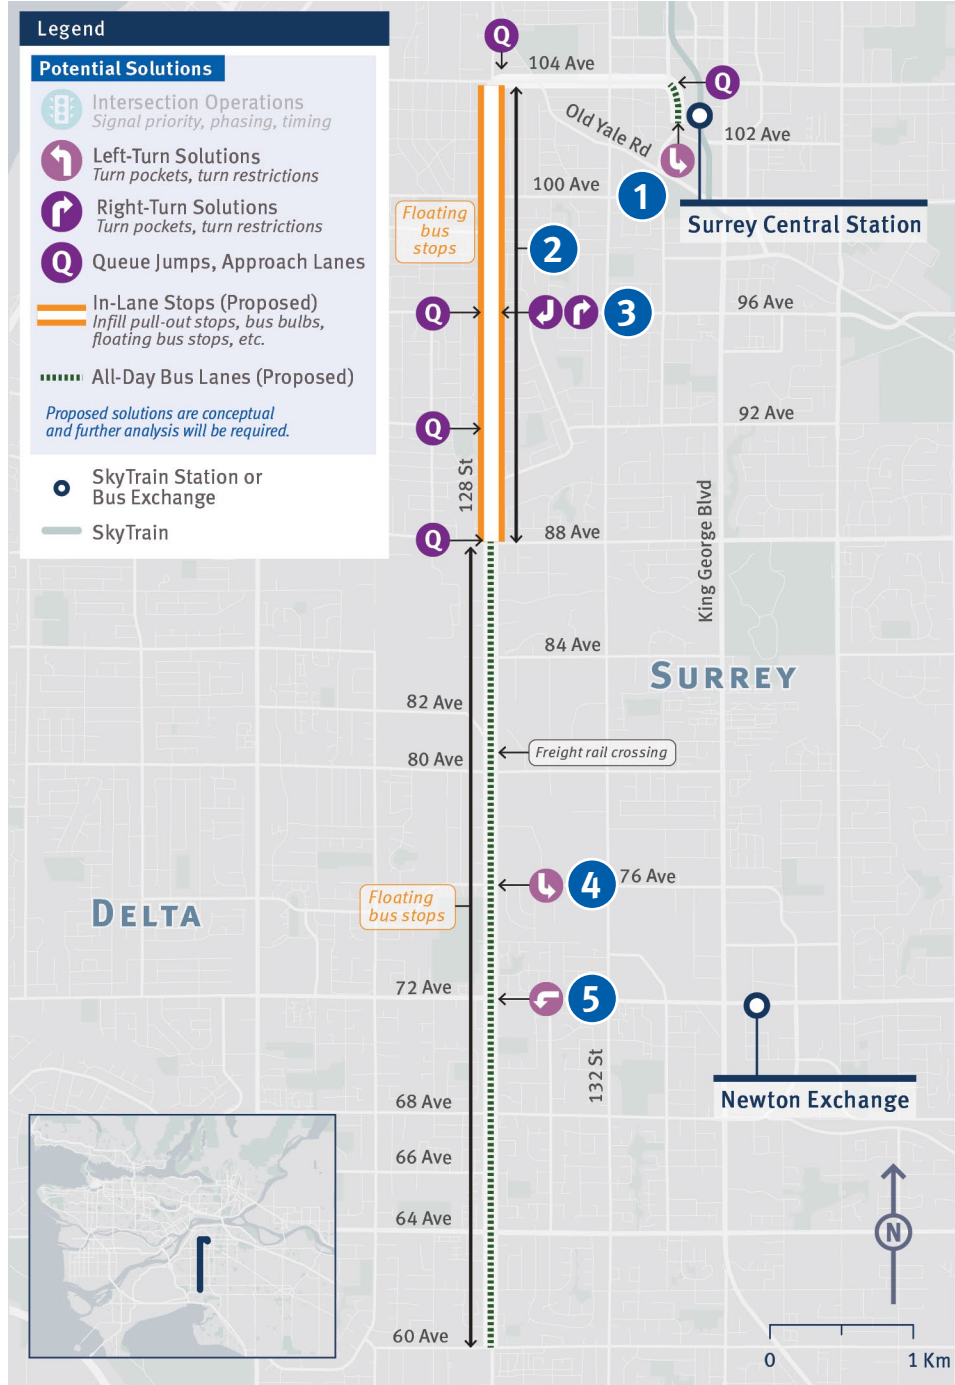 Legend
Potential Solutions
Intersection Operations
Signal priority, phasing, timing
Left-Turn Solutions
Turn pockets, turn restrictions
Right-Turn Solutions
Turn pockets, turn restrictions
Q
Queue Jumps, Approach Lanes
In-Lane Stops (Proposed)
Infill pull-out stops, bus bulbs,
floating bus stops, etc.
All-Day Bus Lanes (Proposed)
Proposed solutions are conceptual
and further analysis will be required.
SkyTrain Station or
Bus Exchange
SkyTrain
Q
104 Ave
Q
Old Yale Rd
102 Ave
100 Ave
1
Surrey Central Station
Floating
bus
stops
2
Q
3
96 Ave
Q
92 Ave
128 St
Q
88 Ave
King George Blvd
84 Ave
SURREY
82 Ave
Freight rail crossing
80 Ave
4
76 Ave
Floating
bus stops
DELTA
72 Ave
5
132 St
Newton Exchange
68 Ave
66 Ave
64 Ave
N
60 Ave
0
1 Km